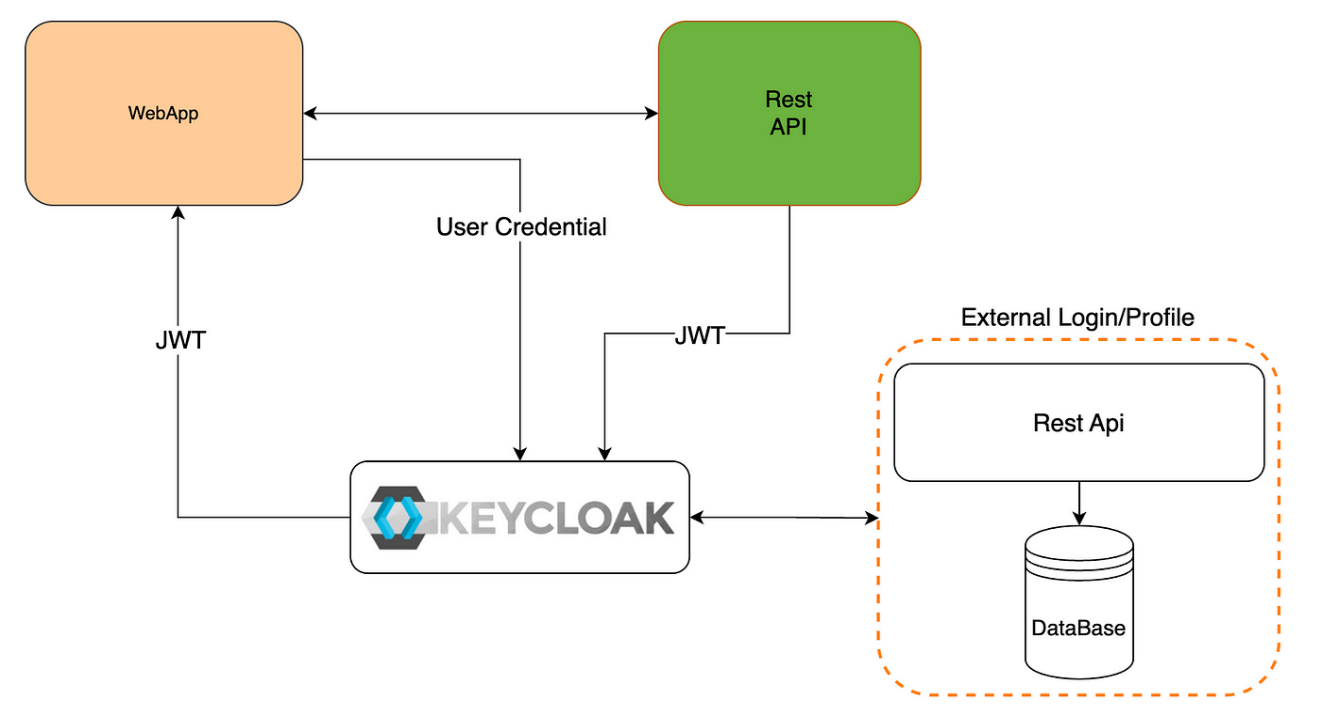 WebApp
Rest
API
User Credential
JWT
JWT
External Login/Profile
Rest Api
KEYCLOAK
DataBase